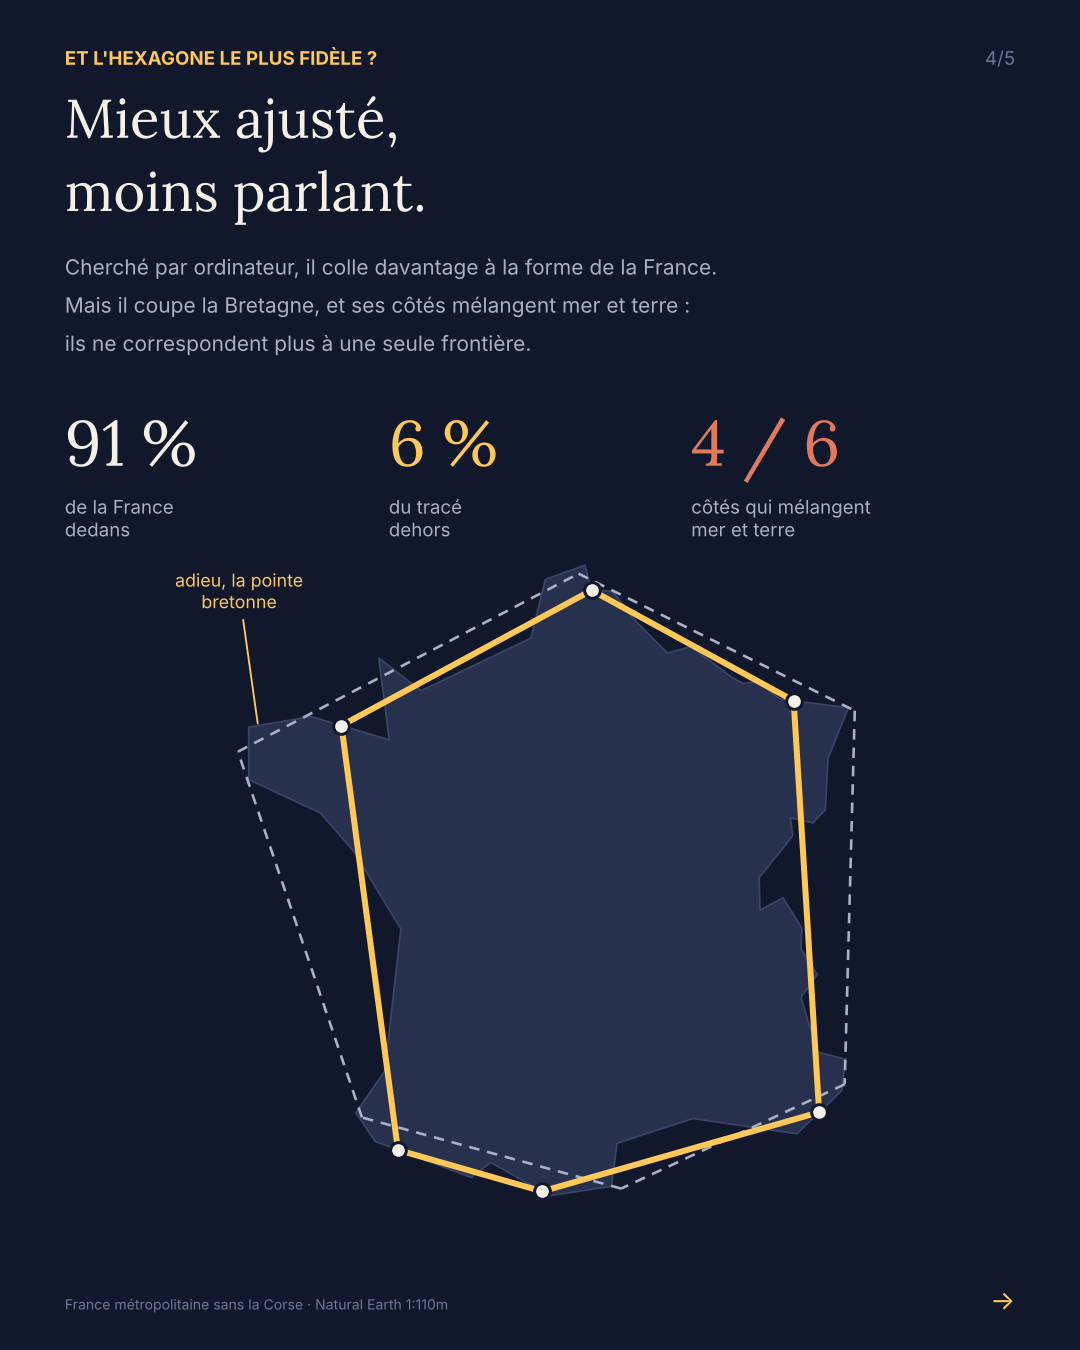 ET L'HEXAGONE LE PLUS FIDÈLE ?
4/5
Mieux ajusté,
moins parlant.
Cherché par ordinateur, il colle davantage à la forme de la France.
Mais il coupe la Bretagne, et ses côtés mélangent mer et terre :
ils ne correspondent plus à une seule frontière.
91 %
de la France
dedans
6 %
du tracé
dehors
4 / 6
côtés qui mélangent
mer et terre
adieu, la pointe
bretonne
France métropolitaine sans la Corse · Natural Earth 1:110m
→